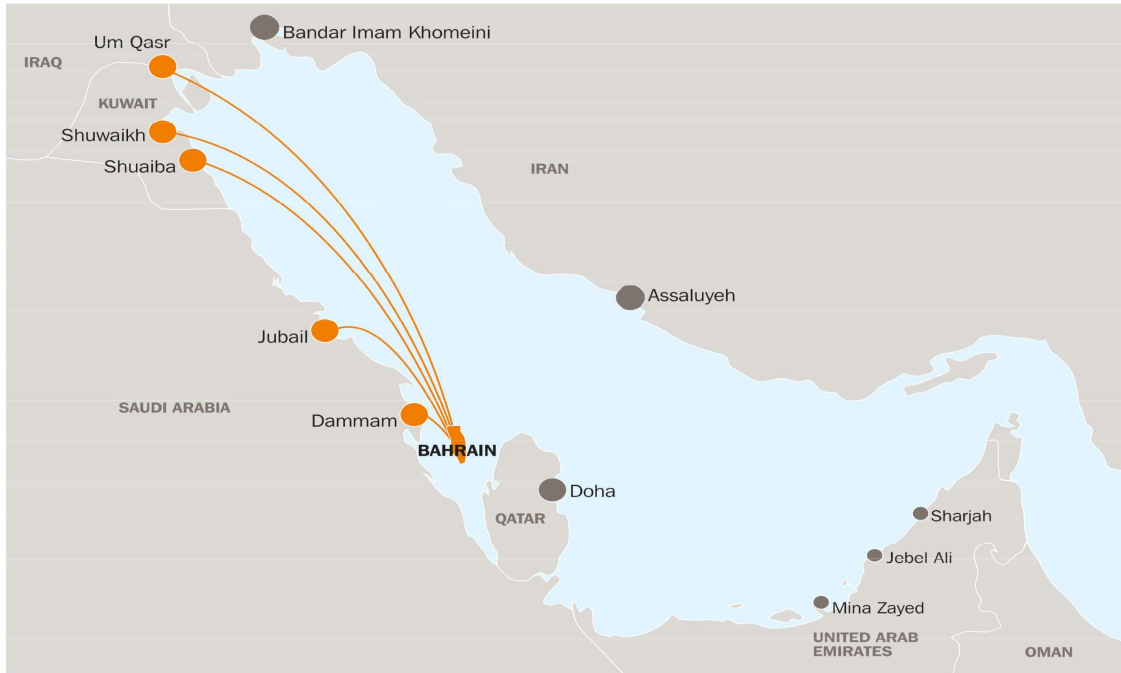 Bandar Imam Khomeini
Um Qasr
IRAQ
KUWAIT
Shuwaikh
Shuaiba
IRAN
Assaluyeh
Jubail
SAUDI ARABIA
Dammam
BAHRAIN
Doha
QATAR
Sharjah
Jebel Ali
Mina Zayed
UNITED ARAB
EMIRATES
OMAN